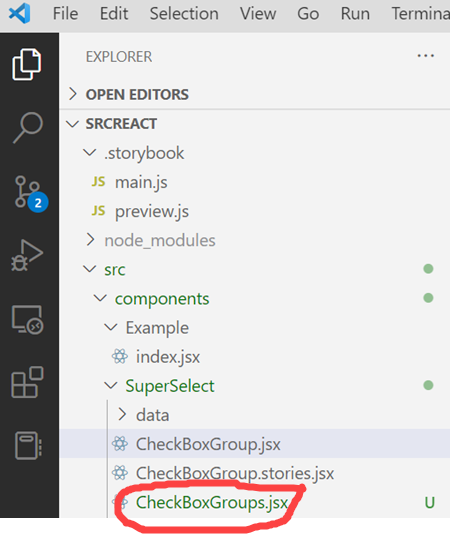 File Edit Selection View Go Run Termina
EXPLORER
OPEN EDITORS
SRCREACT
.storybook
JS main.js
JS preview.js
node_modules
src
components
Example
index.jsx
SuperSelect
data
CheckBoxGroup.jsx
CheckBoxGroup.stories.jsx
CheckBoxGroups.jsx U
2